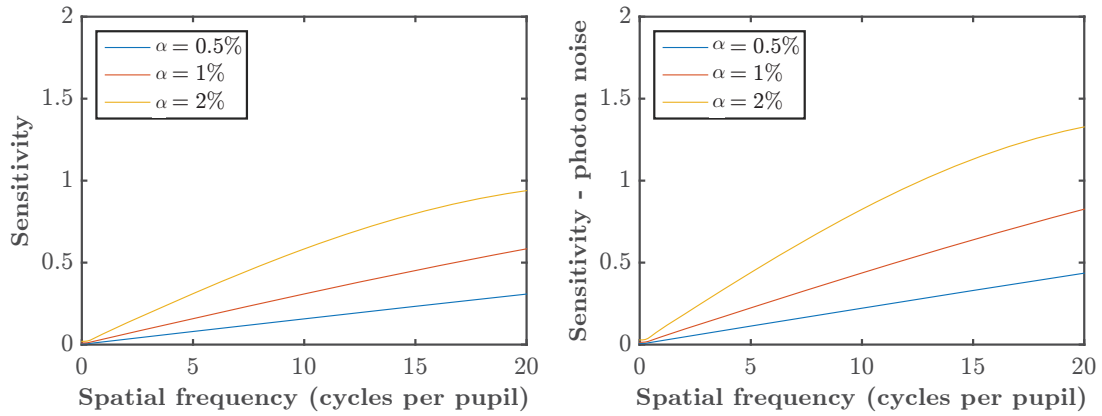 Sensitivity
2
1.5
1
0.5
0
0
5
10
15
20
Spatial frequency (cycles per pupil)
α = 0.5%
α = 1%
α = 2%
Sensitivity - photon noise
2
1.5
1
0.5
0
0
5
10
15
20
Spatial frequency (cycles per pupil)
α = 0.5%
α = 1%
α = 2%